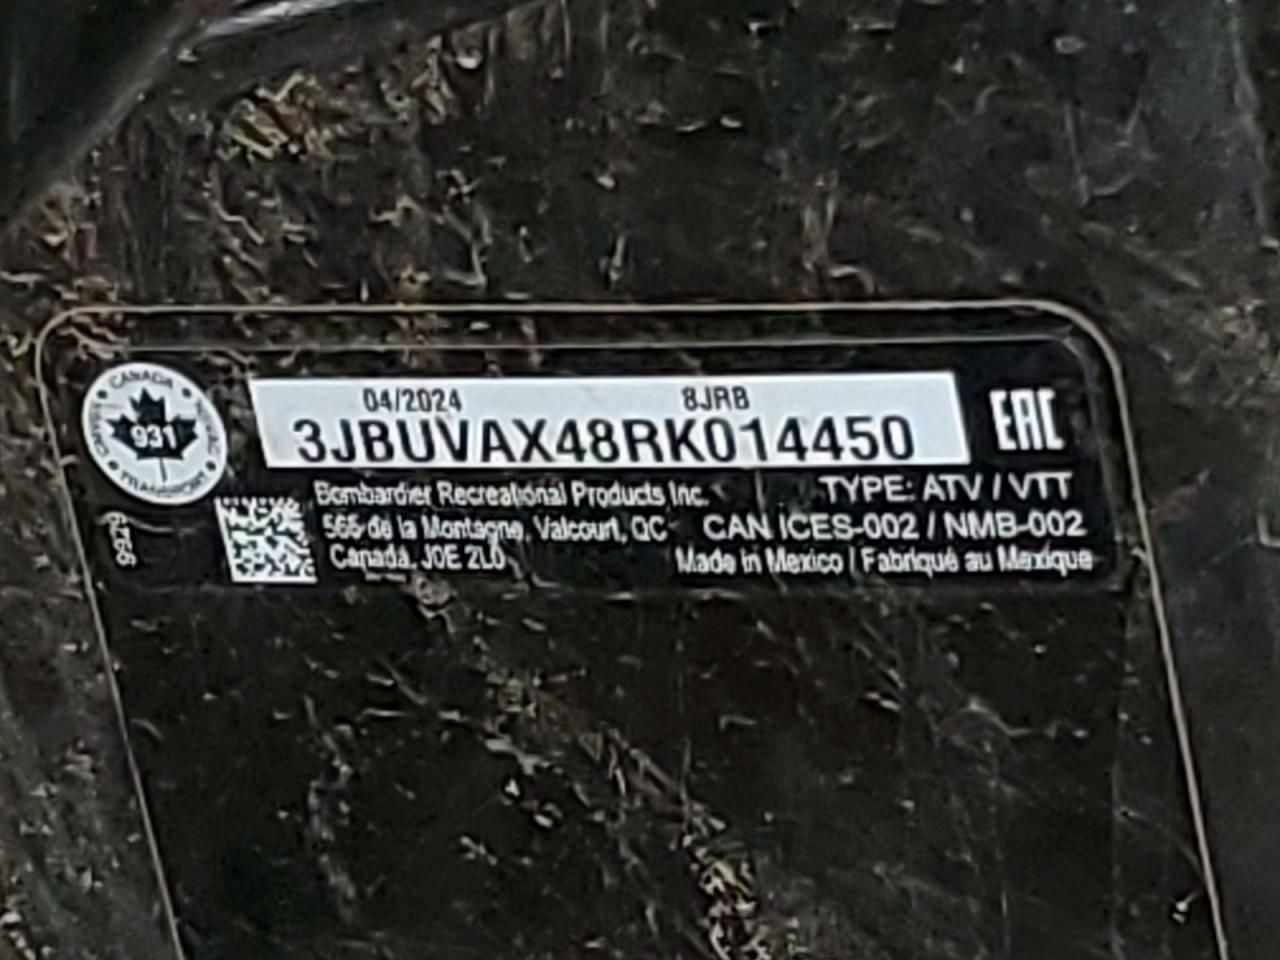 CANADA
931
TRANSPORT
04/2024 8JRB
3JBUVAX48RK014450
EAC
Bombardier Recreational Products Inc.
565 de la Montagne, Valcourt, QC
Canada, J0E 2L0
TYPE: ATV / VTT
CAN ICES-002 / NMB-002
Made in Mexico / Fabriqué au Mexique